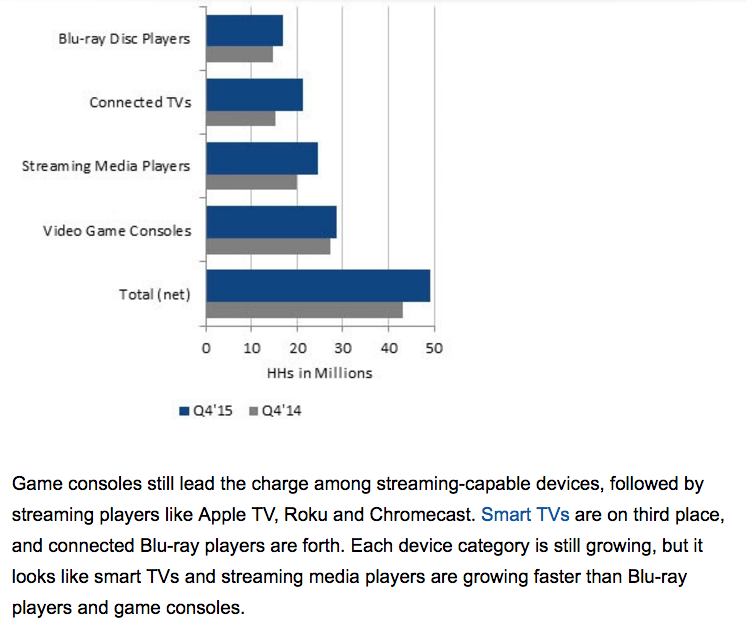 Blu-ray Disc Players
Connected TVs
Streaming Media Players
Video Game Consoles
Total (net)
0 10 20 30 40 50
HHs in Millions
Q4'15 Q4'14
Game consoles still lead the charge among streaming-capable devices, followed by
streaming players like Apple TV, Roku and Chromecast. Smart TVs are on third place,
and connected Blu-ray players are forth. Each device category is still growing, but it
looks like smart TVs and streaming media players are growing faster than Blu-ray
players and game consoles.